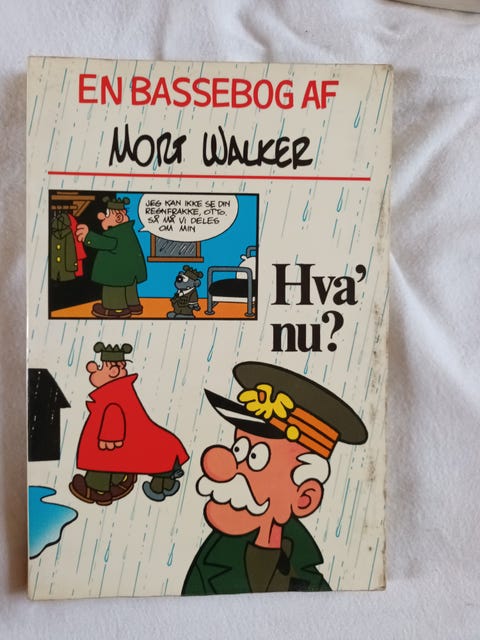 EN BASSEBOG AF
MORT WALKER
JEG KAN IKKE SE DIN
REGNFRAKKE, OTTO.
SÅ MÅ VI DELES
OM MIN
Hva'
nu?